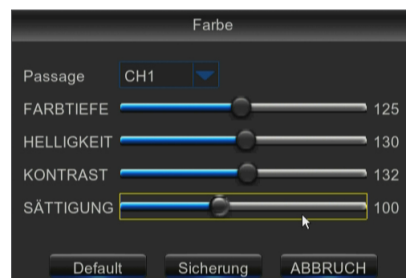 Farbe
Passage CH1
FARBTIEFE 125
HELLIGKEIT 130
KONTRAST 132
SÄTTIGUNG 100
Default Sicherung ABBRUCH